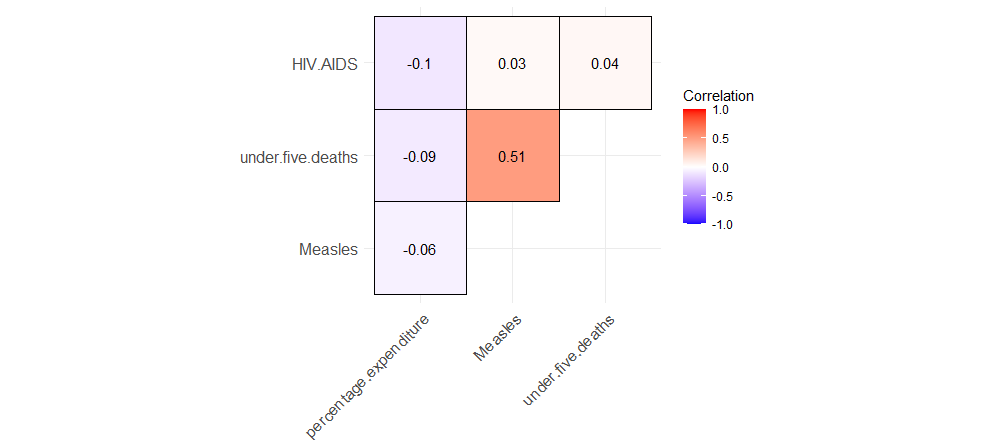 HIV.AIDS
-0.1
0.03
0.04
under.five.deaths
-0.09
0.51
Measles
-0.06
percentage.expenditure
Measles
under.five.deaths
Correlation
1.0
0.5
0.0
-0.5
-1.0